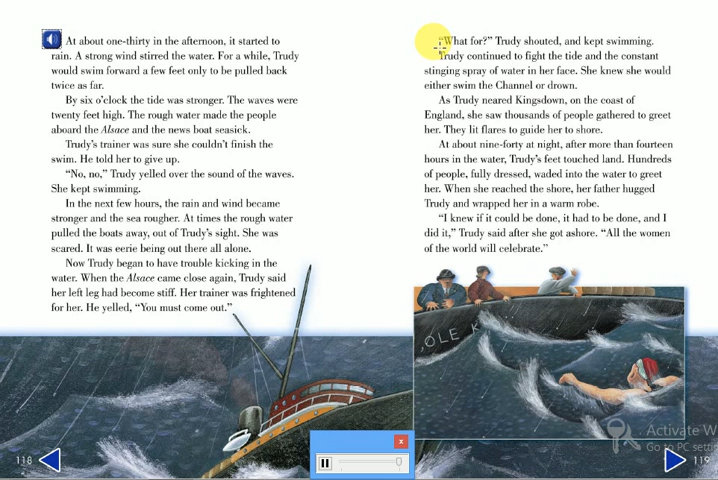 At about one-thirty in the afternoon, it started to
rain. A strong wind stirred the water. For a while, Trudy
would swim forward a few feet only to be pulled back
twice as far.
By six o’clock the tide was stronger. The waves were
twenty feet high. The rough water made the people
aboard the Alsace and the news boat seasick.
Trudy’s trainer was sure she couldn’t finish the
swim. He told her to give up.
“No, no,” Trudy yelled over the sound of the waves.
She kept swimming.
In the next few hours, the rain and wind became
stronger and the sea rougher. At times the rough water
pulled the boats away, out of Trudy’s sight. She was
scared. It was eerie being out there all alone.
Now Trudy began to have trouble kicking in the
water. When the Alsace came close again, Trudy said
her left leg had become stiff. Her trainer was frightened
for her. He yelled, “You must come out.”
118
“What for?” Trudy shouted, and kept swimming.
Trudy continued to fight the tide and the constant
stinging spray of water in her face. She knew she would
either swim the Channel or drown.
As Trudy neared Kingsdown, on the coast of
England, she saw thousands of people gathered to greet
her. They lit flares to guide her to shore.
At about nine-forty at night, after more than fourteen
hours in the water, Trudy’s feet touched land. Hundreds
of people, fully dressed, waded into the water to greet
her. When she reached the shore, her father hugged
Trudy and wrapped her in a warm robe.
“I knew if it could be done, it had to be done, and I
did it,” Trudy said after she got ashore. “All the women
of the world will celebrate.”
OLE K
Activate W
Go to PC setti
119
x